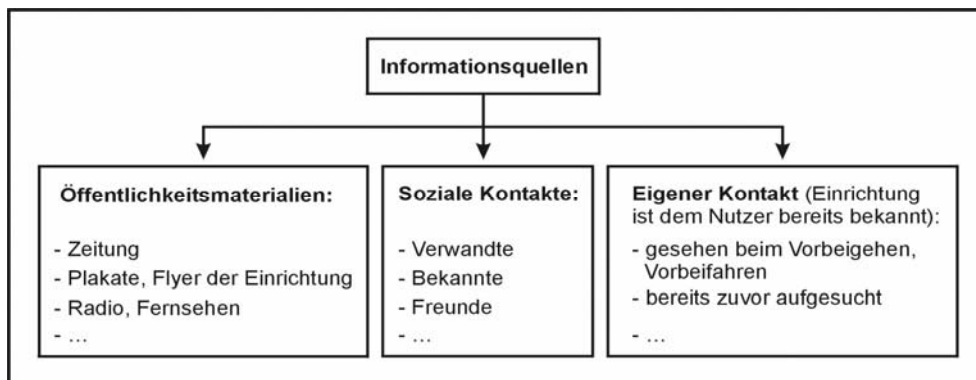 Informationsquellen
Öffentlichkeitsmaterialien:
- Zeitung
- Plakate, Flyer der Einrichtung
- Radio, Fernsehen
- ...
Soziale Kontakte:
- Verwandte
- Bekannte
- Freunde
- ...
Eigener Kontakt (Einrichtung
ist dem Nutzer bereits bekannt):
- gesehen beim Vorbeigehen,
Vorbeifahren
- bereits zuvor aufgesucht
- ...